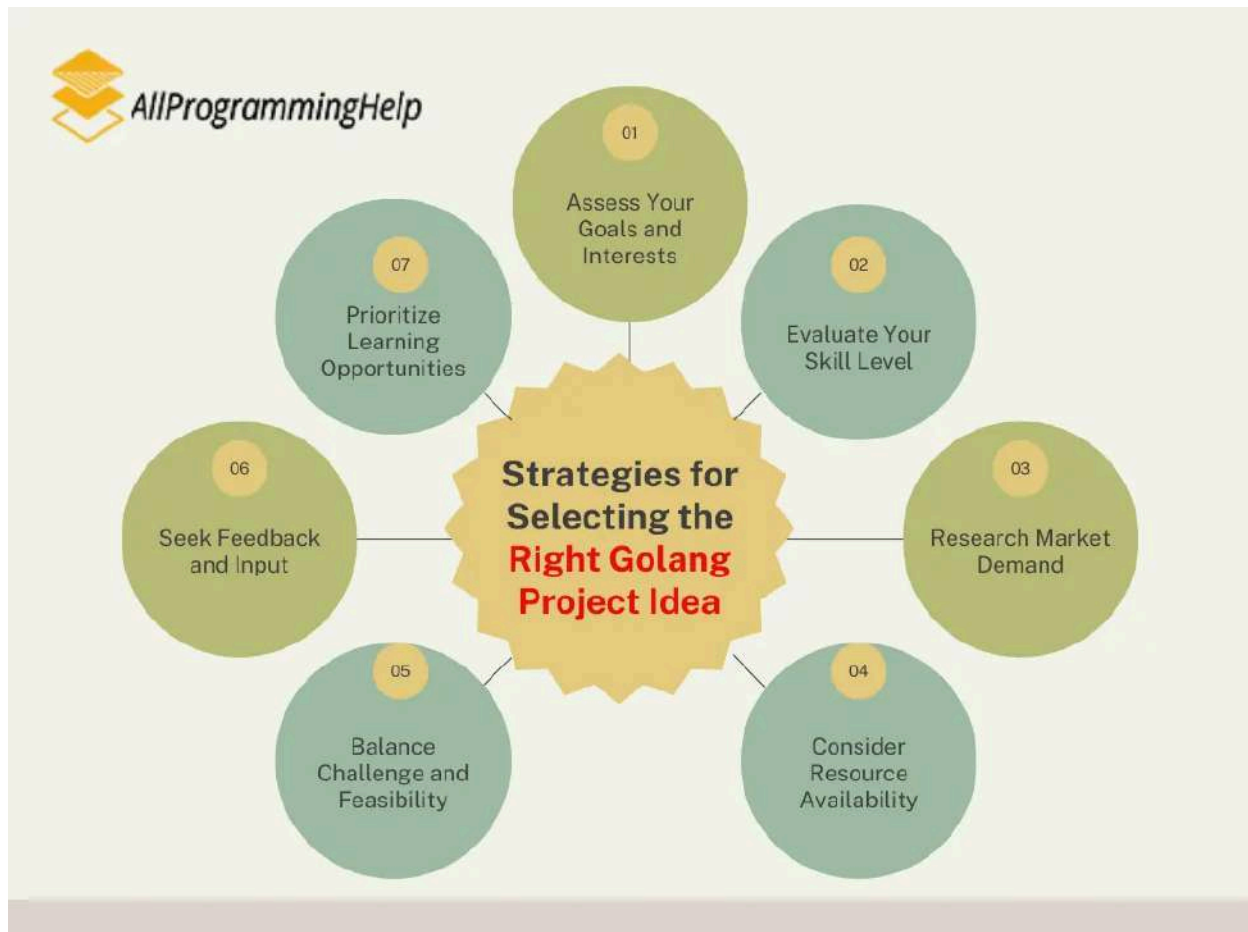 AllProgrammingHelp
01
Assess Your
Goals and
Interests
02
Evaluate Your
Skill Level
03
Research Market
Demand
04
Consider
Resource
Availability
05
Balance
Challenge and
Feasibility
06
Seek Feedback
and Input
07
Prioritize
Learning
Opportunities
Strategies for
Selecting the
Right Golang
Project Idea